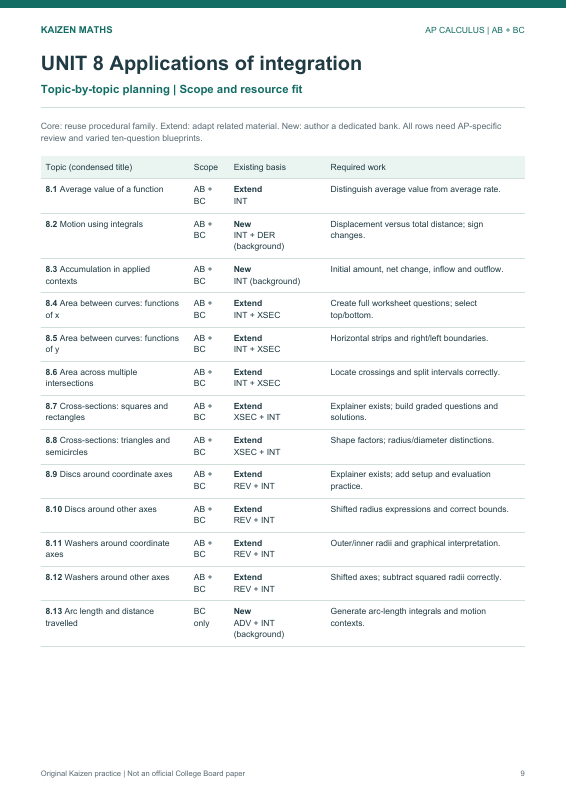 KAIZEN MATHS
AP CALCULUS | AB + BC
UNIT 8 Applications of integration
Topic-by-topic planning | Scope and resource fit
Core: reuse procedural family. Extend: adapt related material. New: author a dedicated bank. All rows need AP-specific
review and varied ten-question blueprints.
Topic (condensed title) Scope Existing basis Required work
8.1 Average value of a function AB + Extend Distinguish average value from average rate.
BC INT
8.2 Motion using integrals AB + New Displacement versus total distance; sign
BC INT + DER changes.
(background)
8.3 Accumulation in applied AB + New Initial amount, net change, inflow and outflow.
contexts BC INT (background)
8.4 Area between curves: functions AB + Extend Create full worksheet questions; select
of x BC INT + XSEC top/bottom.
8.5 Area between curves: functions AB + Extend Horizontal strips and right/left boundaries.
of y BC INT + XSEC
8.6 Area across multiple AB + Extend Locate crossings and split intervals correctly.
intersections BC INT + XSEC
8.7 Cross-sections: squares and AB + Extend Explainer exists; build graded questions and
rectangles BC XSEC + INT solutions.
8.8 Cross-sections: triangles and AB + Extend Shape factors; radius/diameter distinctions.
semicircles BC XSEC + INT
8.9 Discs around coordinate axes AB + Extend Explainer exists; add setup and evaluation
BC REV + INT practice.
8.10 Discs around other axes AB + Extend Shifted radius expressions and correct bounds.
BC REV + INT
8.11 Washers around coordinate AB + Extend Outer/inner radii and graphical interpretation.
axes BC REV + INT
8.12 Washers around other axes AB + Extend Shifted axes; subtract squared radii correctly.
BC REV + INT
8.13 Arc length and distance BC New Generate arc-length integrals and motion
travelled only ADV + INT contexts.
(background)
Original Kaizen practice | Not an official College Board paper
9